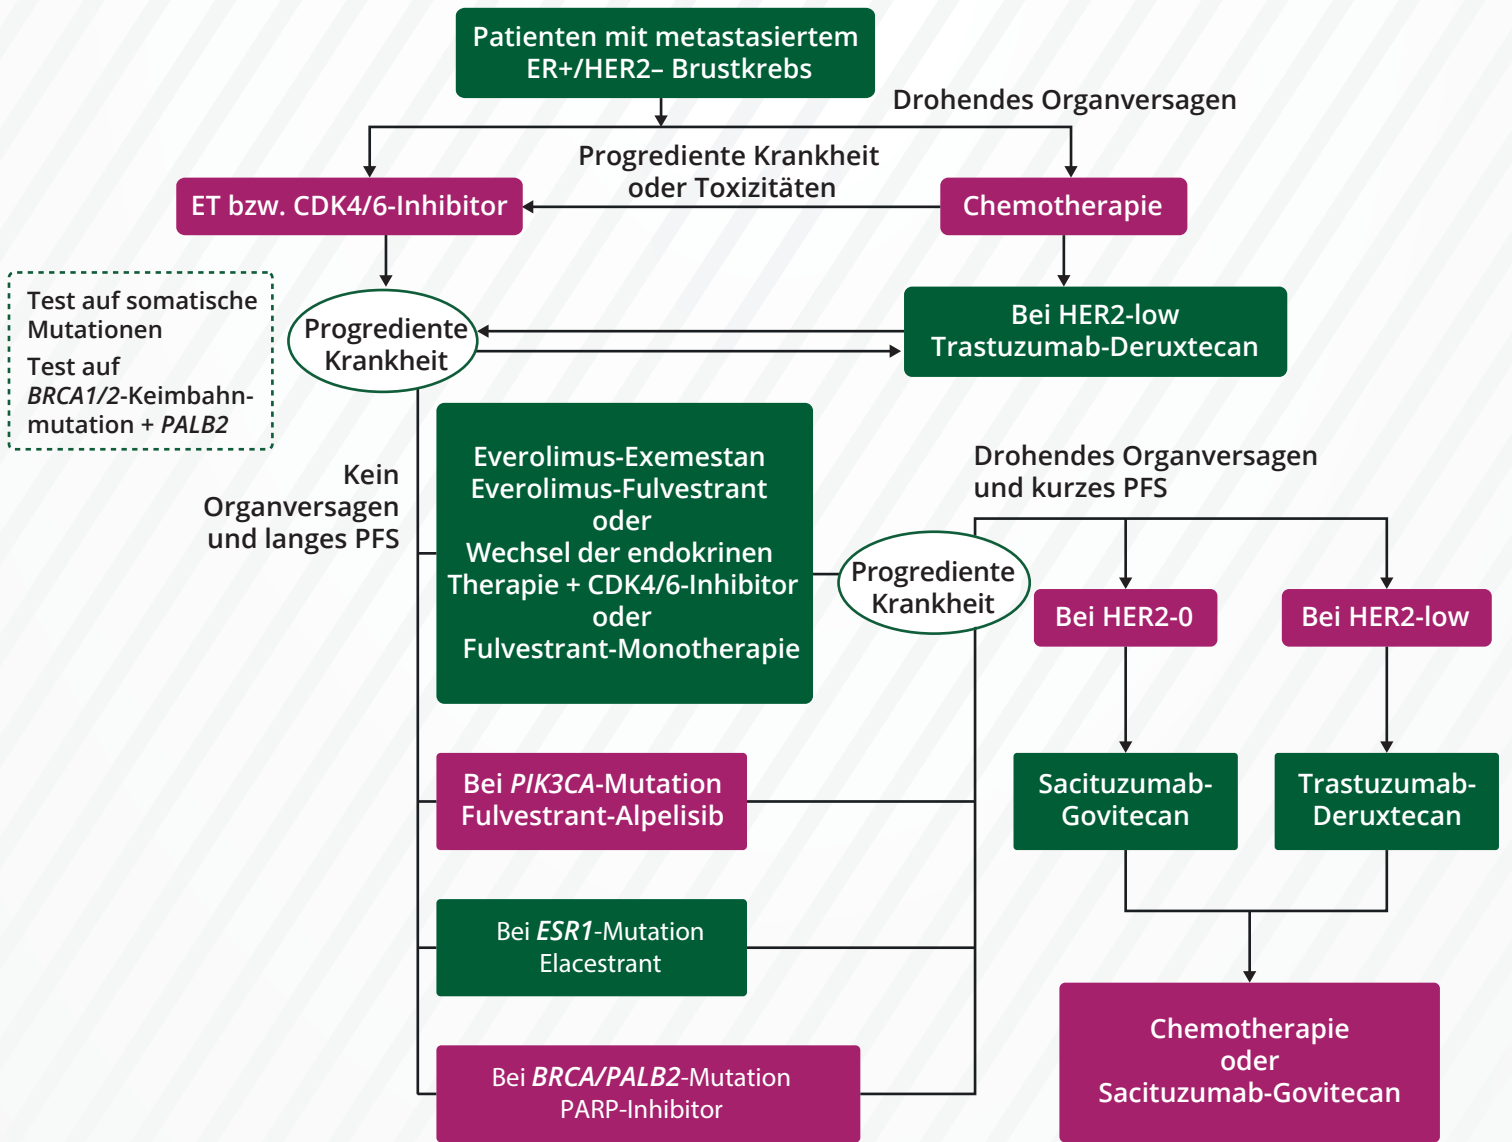 Patienten mit metastasiertem
ER+/HER2– Brustkrebs
Drohendes Organversagen
Progrediente Krankheit
oder Toxizitäten
ET bzw. CDK4/6-Inhibitor
Chemotherapie
Test auf somatische
Mutationen
Test auf
BRCA1/2-Keimbahn-
mutation + PALB2
Progrediente
Krankheit
Bei HER2-low
Trastuzumab-Deruxtecan
Kein
Organversagen
und langes PFS
Everolimus-Exemestan
Everolimus-Fulvestrant
oder
Wechsel der endokrinen
Therapie + CDK4/6-Inhibitor
oder
Fulvestrant-Monotherapie
Progrediente
Krankheit
Drohendes Organversagen
und kurzes PFS
Bei HER2-0
Bei HER2-low
Bei PIK3CA-Mutation
Fulvestrant-Alpelisib
Sacituzumab-
Govitecan
Trastuzumab-
Deruxtecan
Bei ESR1-Mutation
Elacestrant
Bei BRCA/PALB2-Mutation
PARP-Inhibitor
Chemotherapie
oder
Sacituzumab-Govitecan